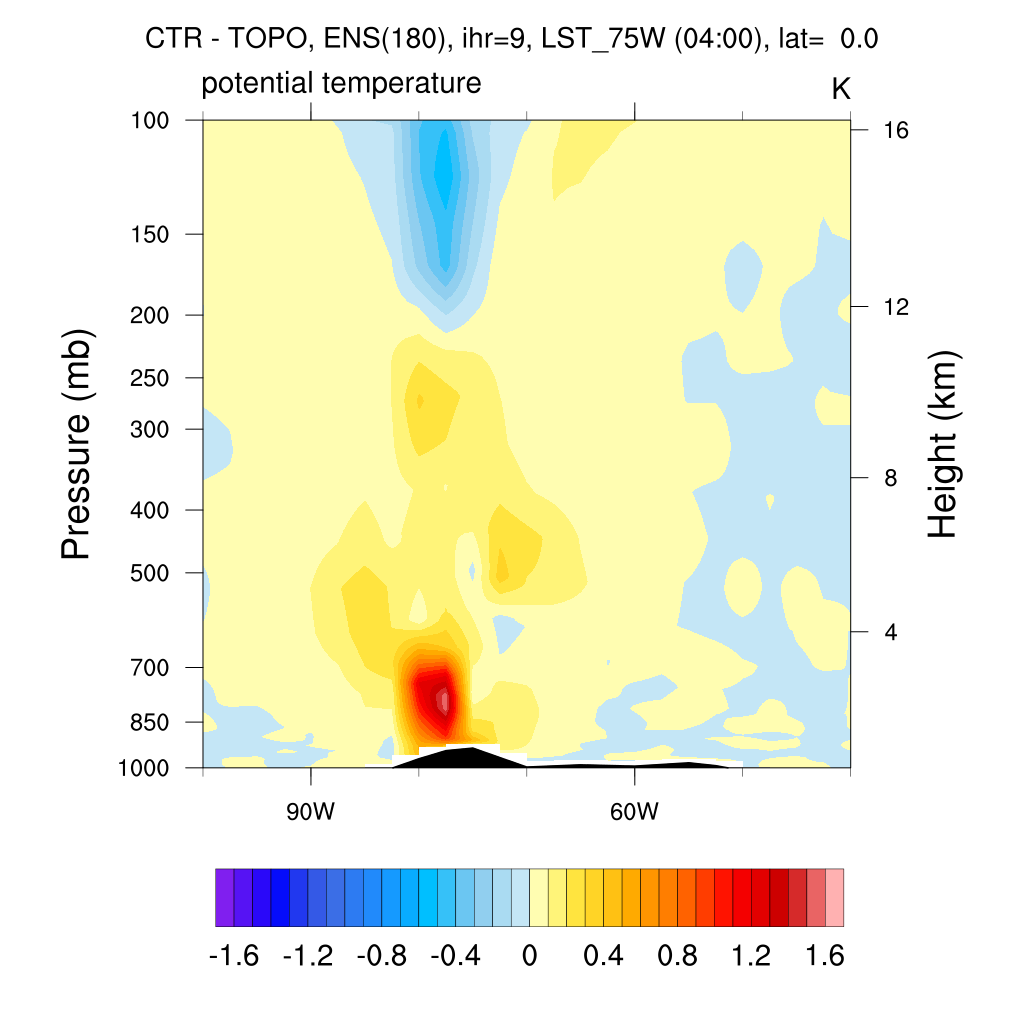 CTR - TOPO, ENS(180), ihr=9, LST_75W (04:00), lat=  0.0
potential temperature K
100
150
200
250
300
400
500
700
850
1000
Pressure (mb)
16
12
8
4
Height (km)
90W 60W
-1.6 -1.2 -0.8 -0.4 0 0.4 0.8 1.2 1.6